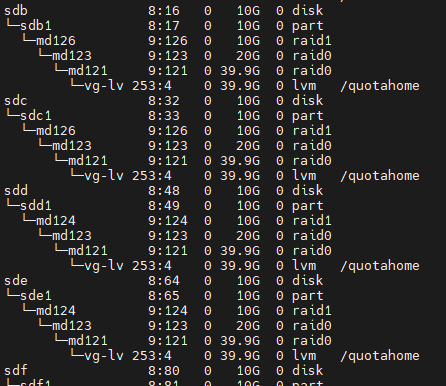 sdb 8:16 0 10G 0 disk
└─sdb1 8:17 0 10G 0 part
└─md126 9:126 0 10G 0 raid1
└─md123 9:123 0 20G 0 raid0
└─md121 9:121 0 39.9G 0 raid0
└─vg-lv 253:4 0 39.9G 0 lvm /quotahome
sdc 8:32 0 10G 0 disk
└─sdc1 8:33 0 10G 0 part
└─md126 9:126 0 10G 0 raid1
└─md123 9:123 0 20G 0 raid0
└─md121 9:121 0 39.9G 0 raid0
└─vg-lv 253:4 0 39.9G 0 lvm /quotahome
sdd 8:48 0 10G 0 disk
└─sdd1 8:49 0 10G 0 part
└─md124 9:124 0 10G 0 raid1
└─md123 9:123 0 20G 0 raid0
└─md121 9:121 0 39.9G 0 raid0
└─vg-lv 253:4 0 39.9G 0 lvm /quotahome
sde 8:64 0 10G 0 disk
└─sde1 8:65 0 10G 0 part
└─md124 9:124 0 10G 0 raid1
└─md123 9:123 0 20G 0 raid0
└─md121 9:121 0 39.9G 0 raid0
└─vg-lv 253:4 0 39.9G 0 lvm /quotahome
sdf 8:80 0 10G 0 disk
└─sdf1 8:81 0 10G 0 part